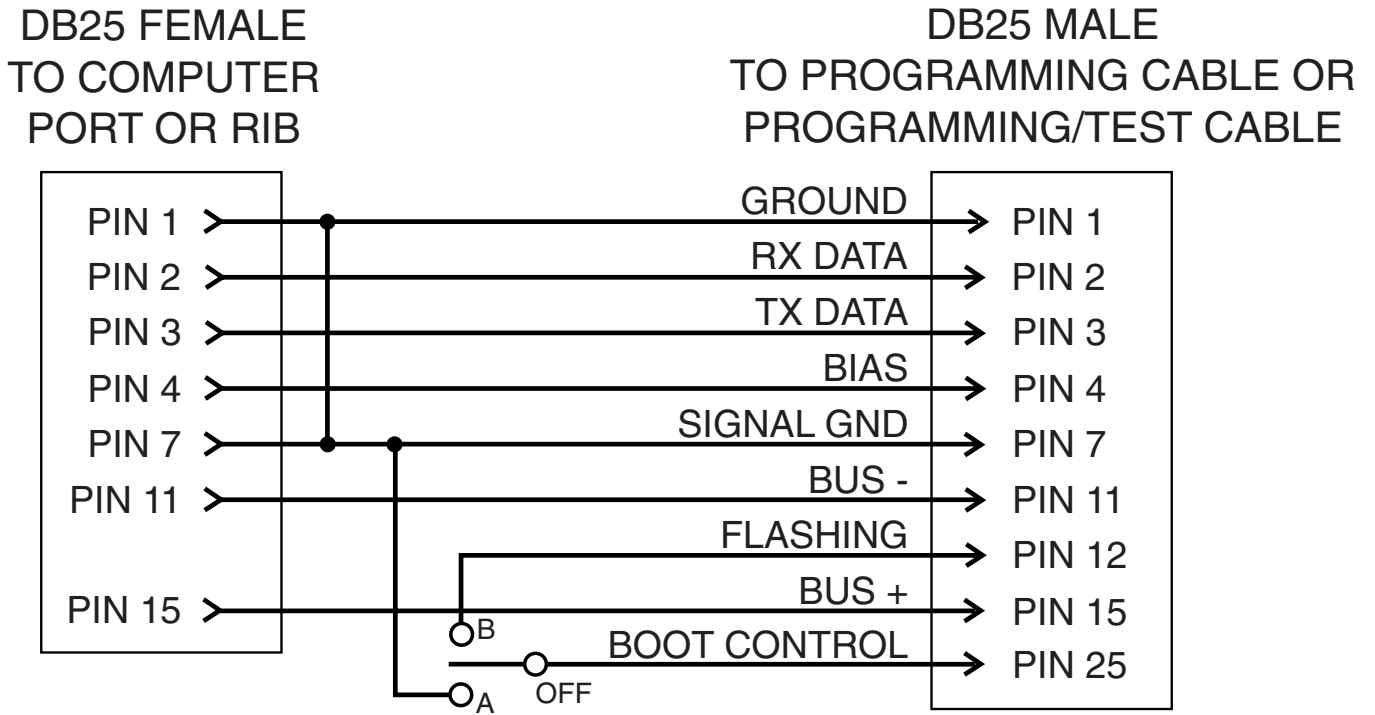 DB25 FEMALE
TO COMPUTER
PORT OR RIB
DB25 MALE
TO PROGRAMMING CABLE OR
PROGRAMMING/TEST CABLE
PIN 1
GROUND
PIN 1
PIN 2
RX DATA
PIN 2
PIN 3
TX DATA
PIN 3
PIN 4
BIAS
PIN 4
PIN 7
SIGNAL GND
PIN 7
PIN 11
BUS -
PIN 11
FLASHING
PIN 12
PIN 15
BUS +
PIN 15
B
BOOT CONTROL
PIN 25
OFF
A